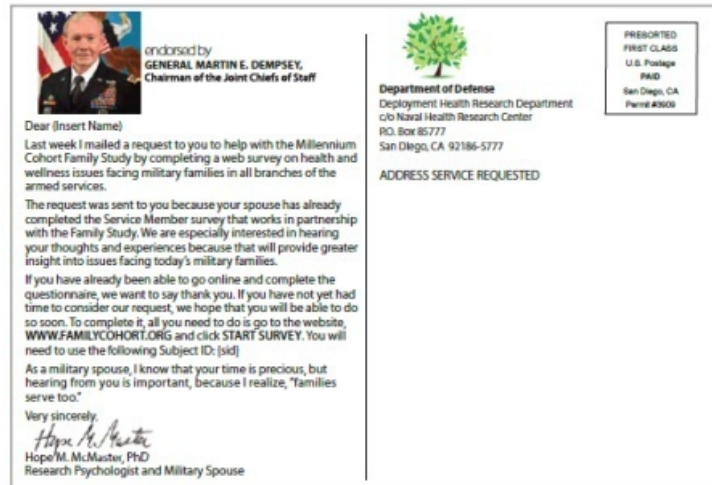 endorsed by
GENERAL MARTIN E. DEMPSEY,
Chairman of the Joint Chiefs of Staff
Dear (Insert Name)
Last week I mailed a request to you to help with the Millennium
Cohort Family Study by completing a web survey on health and
wellness issues facing military families in all branches of the
armed services.
The request was sent to you because your spouse has already
completed the Service Member survey that works in partnership
with the Family Study. We are especially interested in hearing
your thoughts and experiences because that will provide greater
insight into issues facing today's military families.
If you have already been able to go online and complete the
questionnaire, we want to say thank you. If you have not yet had
time to consider our request, we hope that you will be able to do
so soon. To complete it, all you need to do is go to the website,
WWW.FAMILYCOHORT.ORG and click START SURVEY. You will
need to use the following Subject ID: [sid]
As a military spouse, I know that your time is precious, but
hearing from you is important, because I realize, "families
serve too."
Very sincerely,
Hope M. McMaster
Hope M. McMaster, PhD
Research Psychologist and Military Spouse
Department of Defense
Deployment Health Research Department
c/o Naval Health Research Center
P.O. Box 85777
San Diego, CA 92186-5777
ADDRESS SERVICE REQUESTED
PRESORTED
FIRST CLASS
U.S. Postage
PAID
San Diego, CA
Permit #3909